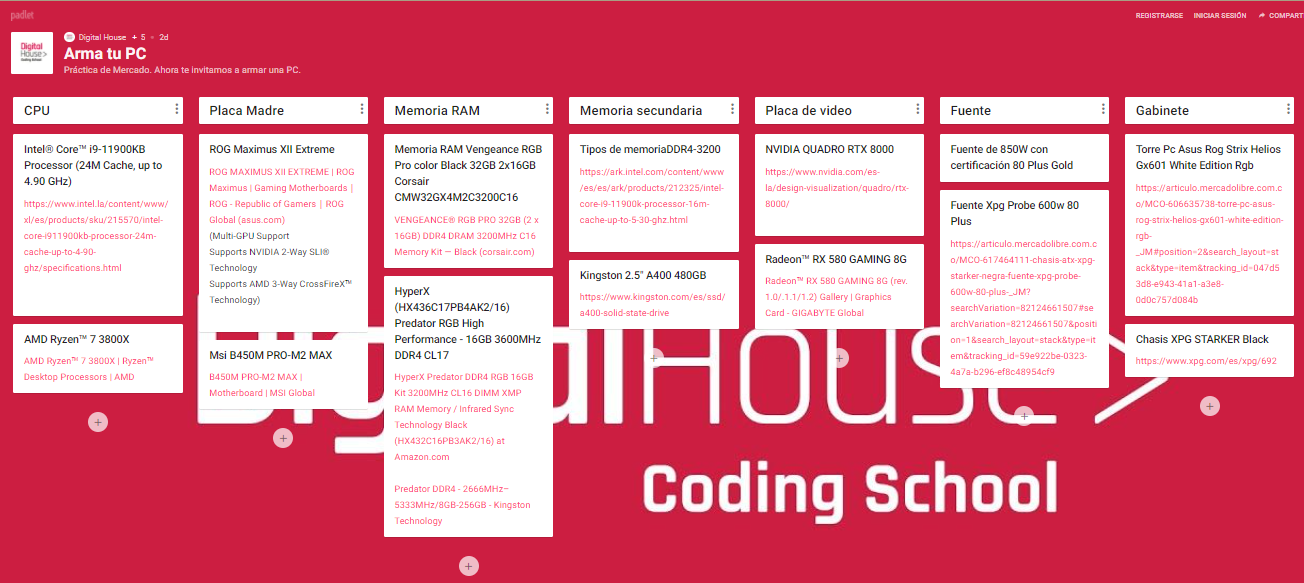 padlet
REGISTRARSE
INICIAR SESIÓN
COMPART
Digital
House>
Coding School
Digital House + 5 • 2d
Arma tu PC
Práctica de Mercado. Ahora te invitamos a armar una PC.
CPU
Intel® Core™ i9-11900KB
Processor (24M Cache, up to
4.90 GHz)
https://www.intel.la/content/www/
xl/es/products/sku/215570/intel-
core-i911900kb-processor-24m-
cache-up-to-4-90-
ghz/specifications.html
AMD Ryzen™ 7 3800X
AMD Ryzen™ 7 3800X | Ryzen™
Desktop Processors | AMD
Placa Madre
ROG Maximus XII Extreme
ROG MAXIMUS XII EXTREME | ROG
Maximus | Gaming Motherboards |
ROG - Republic of Gamers | ROG
Global (asus.com)
(Multi-GPU Support
Supports NVIDIA 2-Way SLI®
Technology
Supports AMD 3-Way CrossFireX™
Technology)
Msi B450M PRO-M2 MAX
B450M PRO-M2 MAX |
Motherboard | MSI Global
Memoria RAM
Memoria RAM Vengeance RGB
Pro color Black 32GB 2x16GB
Corsair
CMW32GX4M2C3200C16
VENGEANCE® RGB PRO 32GB (2 x
16GB) DDR4 DRAM 3200MHz C16
Memory Kit — Black (corsair.com)
HyperX
(HX436C17PB4AK2/16)
Predator RGB High
Performance - 16GB 3600MHz
DDR4 CL17
HyperX Predator DDR4 RGB 16GB
Kit 3200MHz CL16 DIMM XMP
RAM Memory / Infrared Sync
Technology Black
(HX432C16PB3AK2/16) at
Amazon.com
Predator DDR4 - 2666MHz–
5333MHz/8GB-256GB - Kingston
Technology
Memoria secundaria
Tipos de memoriaDDR4-3200
https://ark.intel.com/content/www
/es/es/ark/products/212325/intel-
core-i9-11900k-processor-16m-
cache-up-to-5-30-ghz.html
Kingston 2.5" A400 480GB
https://www.kingston.com/es/ssd/
a400-solid-state-drive
Placa de video
NVIDIA QUADRO RTX 8000
https://www.nvidia.com/es-
la/design-visualization/quadro/rtx-
8000/
Radeon™ RX 580 GAMING 8G
Radeon™ RX 580 GAMING 8G (rev.
1.0/.1.1/1.2) Gallery | Graphics
Card - GIGABYTE Global
Fuente
Fuente de 850W con
certificación 80 Plus Gold
Fuente Xpg Probe 600w 80
Plus
https://articulo.mercadolibre.com.c
o/MCO-617464111-chasis-atx-xpg-
starker-negra-fuente-xpg-probe-
600w-80-plus-_JM?
searchVariation=82124661507#se
archVariation=82124661507&positi
on=1&search_layout=stack&type=it
em&tracking_id=59e922be-0323-
4a7a-b296-ef8c48954cf9
Gabinete
Torre Pc Asus Rog Strix Helios
Gx601 White Edition Rgb
https://articulo.mercadolibre.com.c
o/MCO-606635738-torre-pc-asus-
rog-strix-helios-gx601-white-edition-
rgb-
_JM#position=2&search_layout=st
ack&type=item&tracking_id=047d5
3d8-e943-41a1-a3e8-
0d0c757d084b
Chasis XPG STARKER Black
https://www.xpg.com/es/xpg/692
DigitalHouse>
Coding School